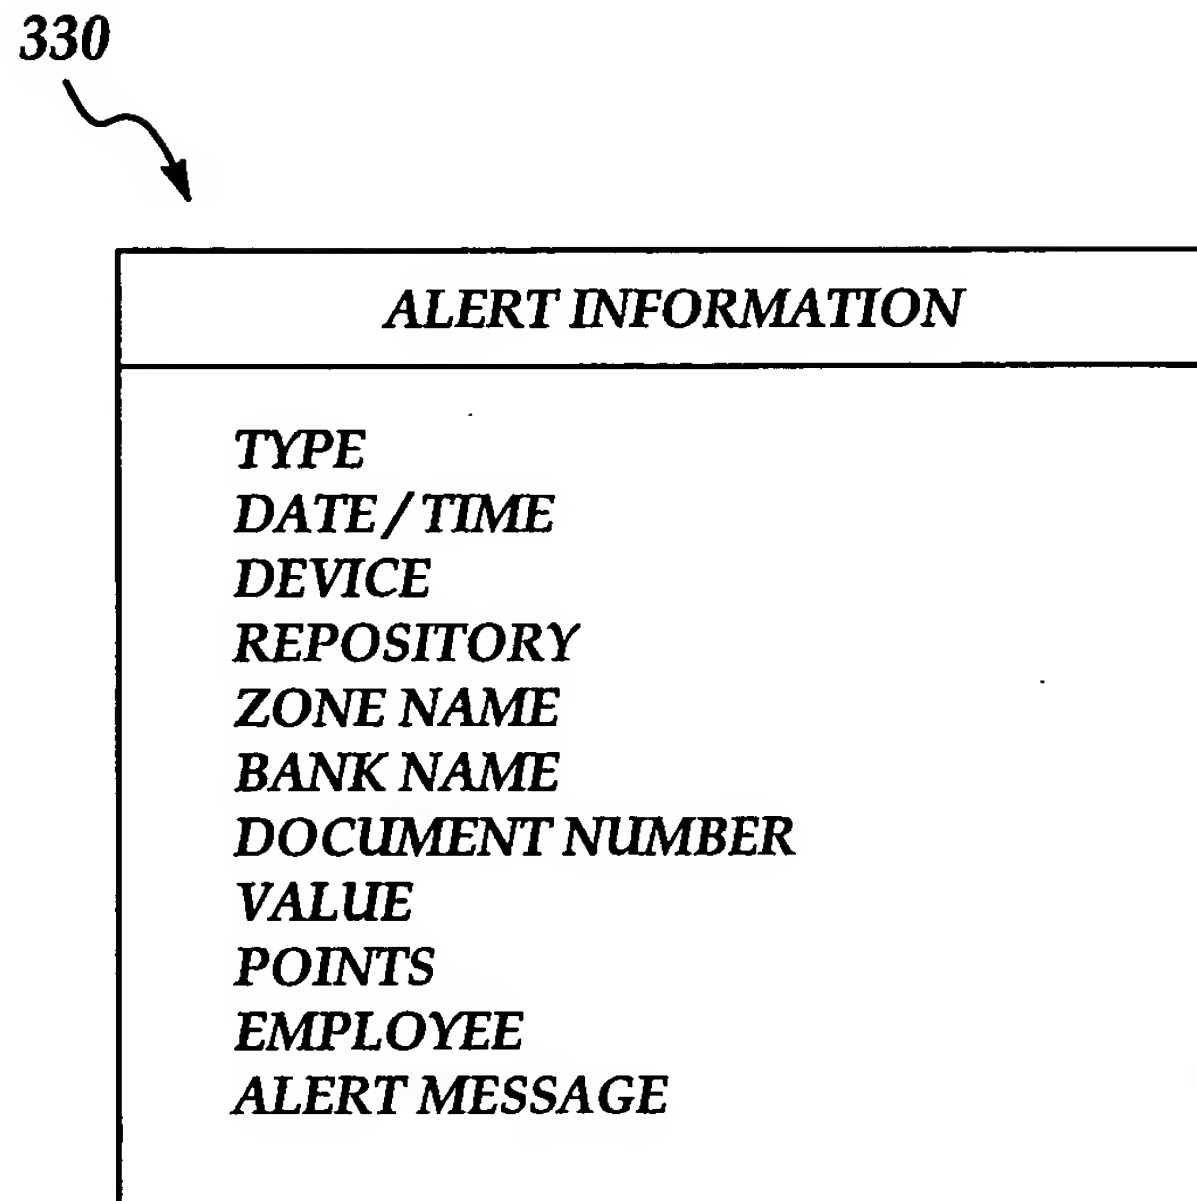 330
ALERT INFORMATION
TYPE
DATE / TIME
DEVICE
REPOSITORY
ZONE NAME
BANK NAME
DOCUMENT NUMBER
VALUE
POINTS
EMPLOYEE
ALERT MESSAGE